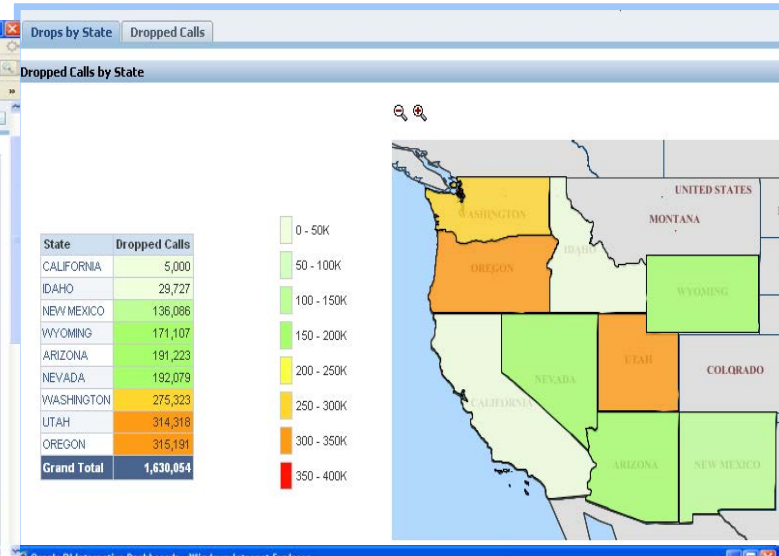 Drops by State Dropped Calls
Dropped Calls by State
State Dropped Calls
CALIFORNIA 5,000
IDAHO 29,727
NEW MEXICO 136,086
WYOMING 171,107
ARIZONA 191,223
NEVADA 192,079
WASHINGTON 275,323
UTAH 314,318
OREGON 315,191
Grand Total 1,630,054
0 - 50K
50 - 100K
100 - 150K
150 - 200K
200 - 250K
250 - 300K
300 - 350K
350 - 400K
UNITED STATES
WASHINGTON
MONTANA
IDAHO
OREGON
WYOMING
UTAH
COLORADO
NEVADA
CALIFORNIA
ARIZONA
NEW MEXICO